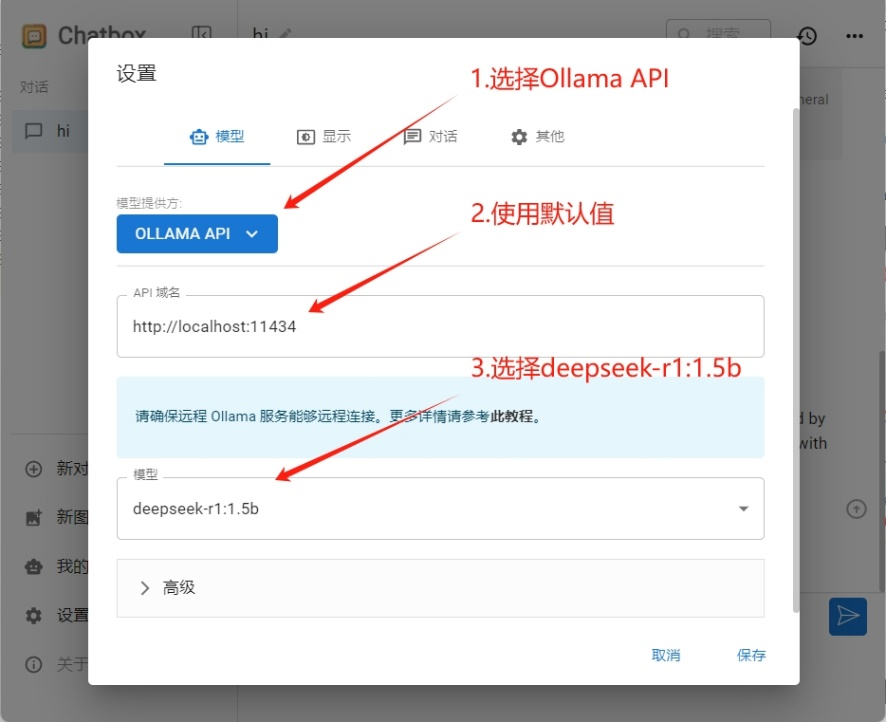 Chatbox
hi
搜索
对话
hi
neral
设置
1.选择Ollama API
模型
显示
对话
其他
模型提供方:
OLLAMA API
2.使用默认值
API 域名
http://localhost:11434
3.选择deepseek-r1:1.5b
请确保远程 Ollama 服务能够远程连接。更多详情请参考此教程。
d by
with
模型
deepseek-r1:1.5b
新对
新图
我的
设置
关于
高级
取消
保存